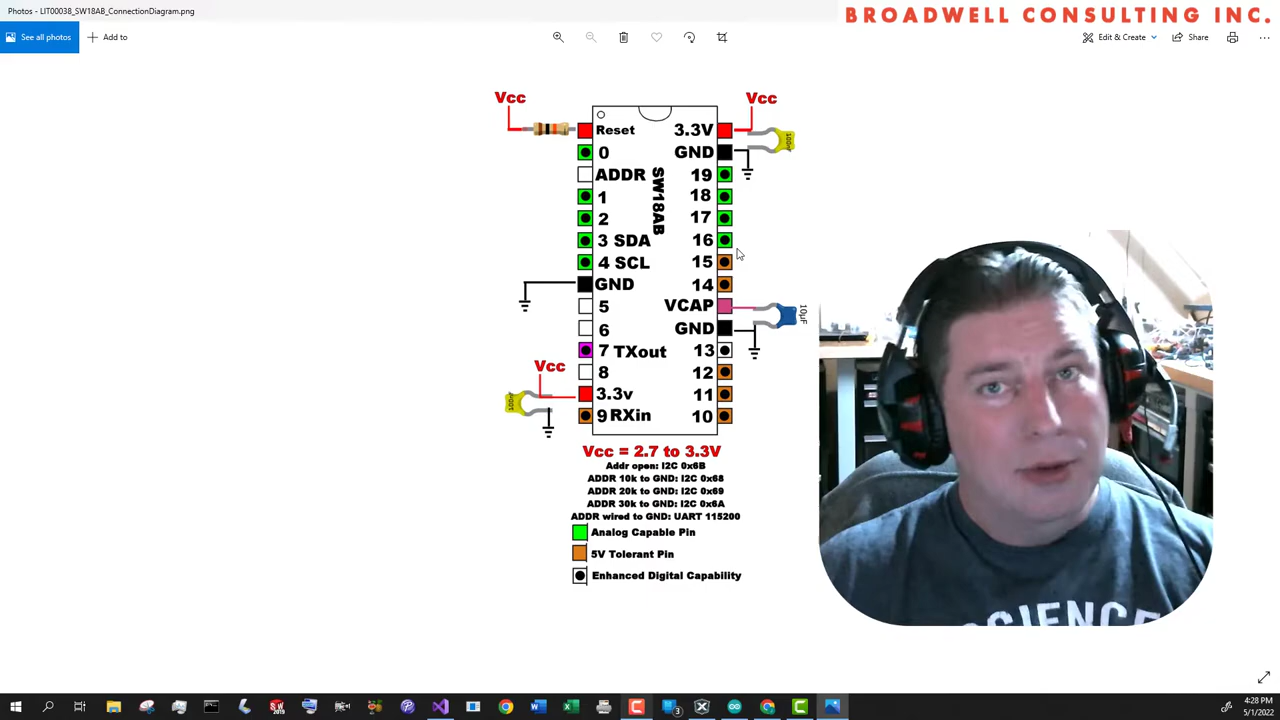 Photos - LIT00038_SW18AB_ConnectionDiagram.png
BROADWELL CONSULTING INC.
See all photos
Add to
Edit & Create
Share
Vcc
Vcc
Reset
3.3V
100nf
0
GND
ADDR
19
SW18AB
1
18
2
17
3 SDA
16
4 SCL
15
GND
14
5
VCAP
10µF
6
GND
7 TXout
13
Vcc
8
12
3.3v
11
100nf
9 RXin
10
Vcc = 2.7 to 3.3V
Addr open: I2C 0x6B
ADDR 10k to GND: I2C 0x68
ADDR 20k to GND: I2C 0x69
ADDR 30k to GND: I2C 0x6A
ADDR wired to GND: UART 115200
Analog Capable Pin
5V Tolerant Pin
Enhanced Digital Capability
SCIENCE
3
4:28 PM
5/1/2022